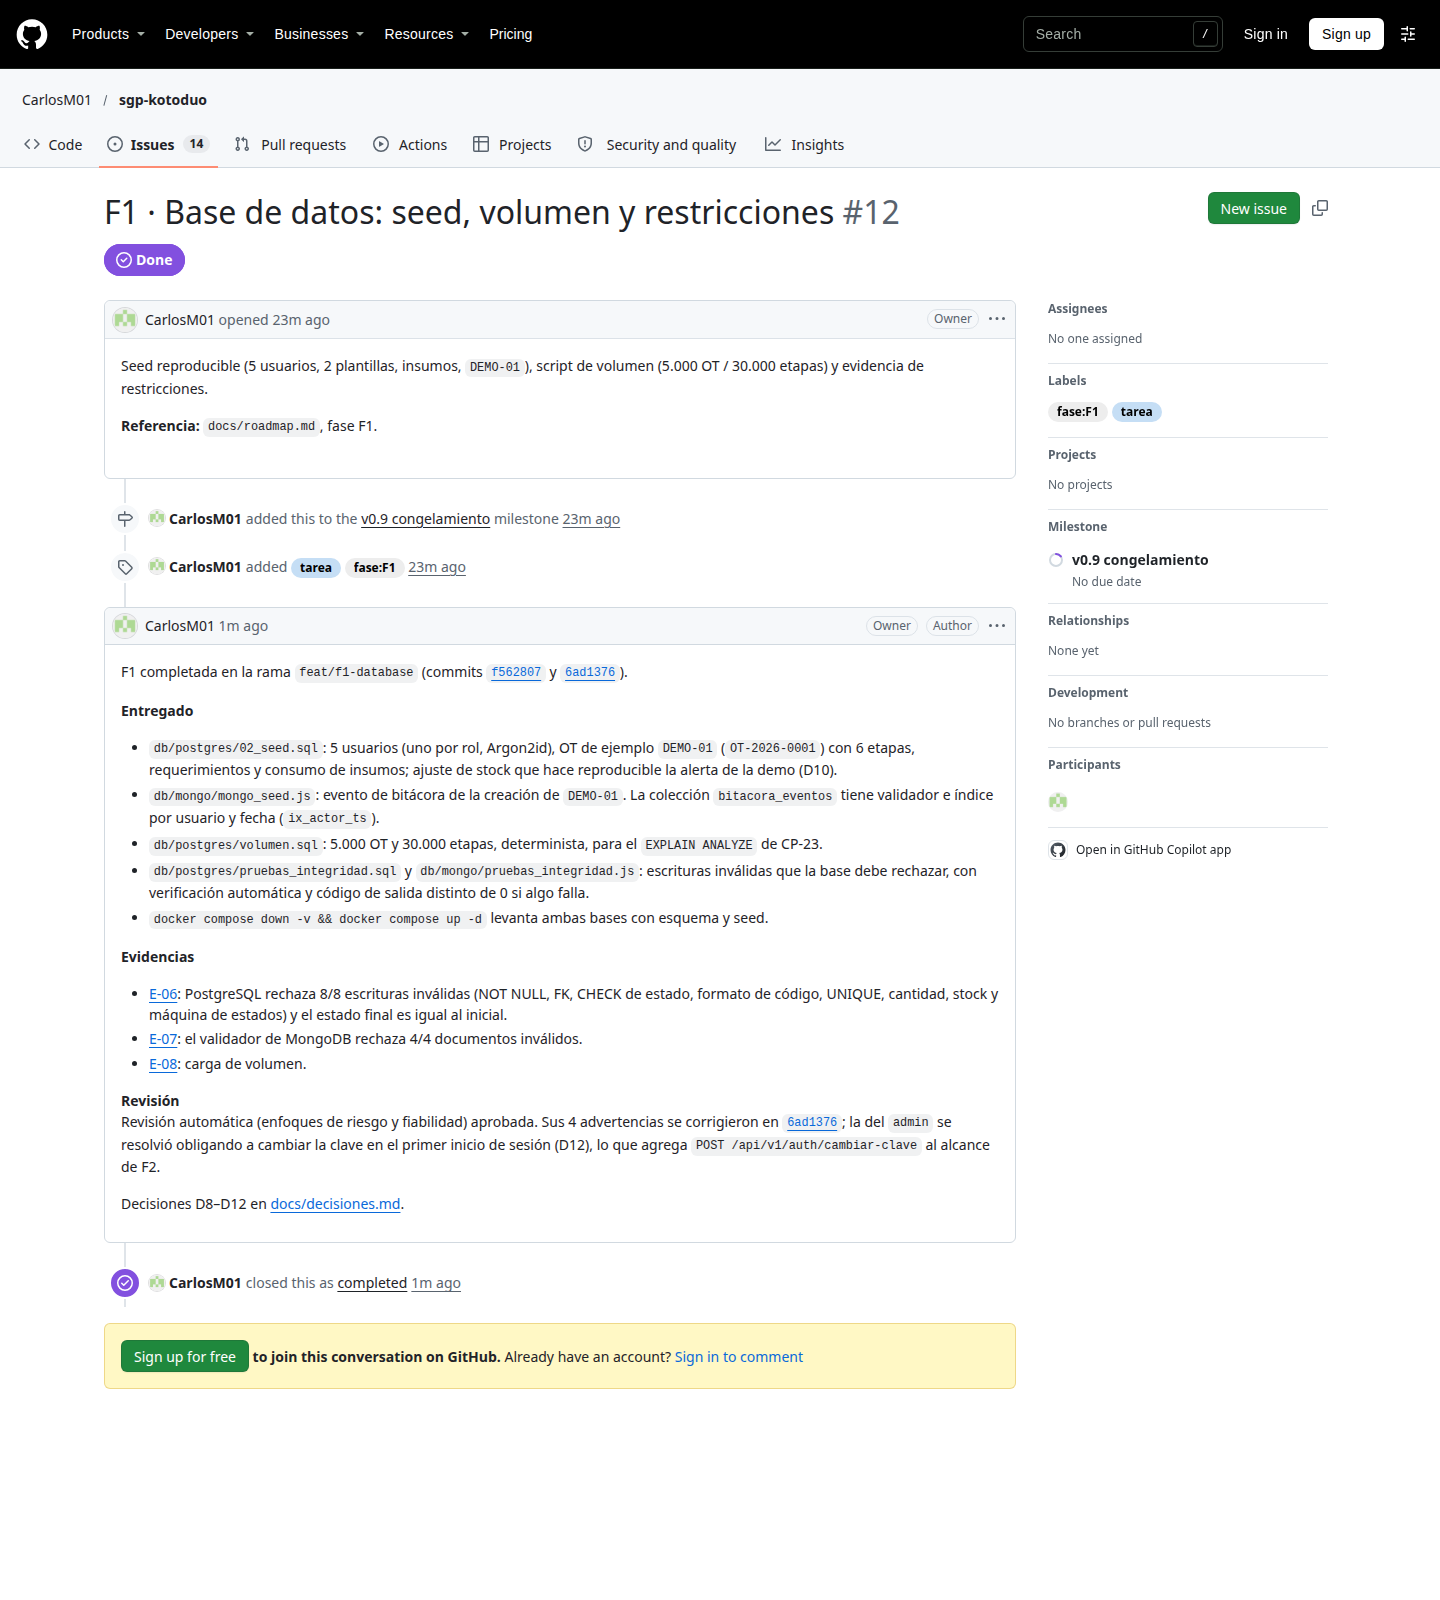 Products Developers Businesses Resources Pricing Search / Sign in Sign up
CarlosM01 / sgp-kotoduo
Code Issues 14 Pull requests Actions Projects Security and quality Insights
F1 · Base de datos: seed, volumen y restricciones #12
New issue
Done
CarlosM01 opened 23m ago Owner
Seed reproducible (5 usuarios, 2 plantillas, insumos, DEMO-01), script de volumen (5.000 OT / 30.000 etapas) y evidencia de
restricciones.
Referencia: docs/roadmap.md, fase F1.
CarlosM01 added this to the v0.9 congelamiento milestone 23m ago
CarlosM01 added tarea fase:F1 23m ago
CarlosM01 1m ago Owner Author
F1 completada en la rama feat/f1-database (commits f562807 y 6ad1376).
Entregado
db/postgres/02_seed.sql: 5 usuarios (uno por rol, Argon2id), OT de ejemplo DEMO-01 (OT-2026-0001) con 6 etapas,
requerimientos y consumo de insumos; ajuste de stock que hace reproducible la alerta de la demo (D10).
db/mongo/mongo_seed.js: evento de bitácora de la creación de DEMO-01. La colección bitacora_eventos tiene validador e índice
por usuario y fecha (ix_actor_ts).
db/postgres/volumen.sql: 5.000 OT y 30.000 etapas, determinista, para el EXPLAIN ANALYZE de CP-23.
db/postgres/pruebas_integridad.sql y db/mongo/pruebas_integridad.js: escrituras inválidas que la base debe rechazar, con
verificación automática y código de salida distinto de 0 si algo falla.
docker compose down -v && docker compose up -d levanta ambas bases con esquema y seed.
Evidencias
E-06: PostgreSQL rechaza 8/8 escrituras inválidas (NOT NULL, FK, CHECK de estado, formato de código, UNIQUE, cantidad, stock y
máquina de estados) y el estado final es igual al inicial.
E-07: el validador de MongoDB rechaza 4/4 documentos inválidos.
E-08: carga de volumen.
Revisión
Revisión automática (enfoques de riesgo y fiabilidad) aprobada. Sus 4 advertencias se corrigieron en 6ad1376; la del admin se
resolvió obligando a cambiar la clave en el primer inicio de sesión (D12), lo que agrega POST /api/v1/auth/cambiar-clave al alcance
de F2.
Decisiones D8–D12 en docs/decisiones.md.
CarlosM01 closed this as completed 1m ago
Sign up for free to join this conversation on GitHub. Already have an account? Sign in to comment
Assignees
No one assigned
Labels
fase:F1 tarea
Projects
No projects
Milestone
v0.9 congelamiento
No due date
Relationships
None yet
Development
No branches or pull requests
Participants
Open in GitHub Copilot app